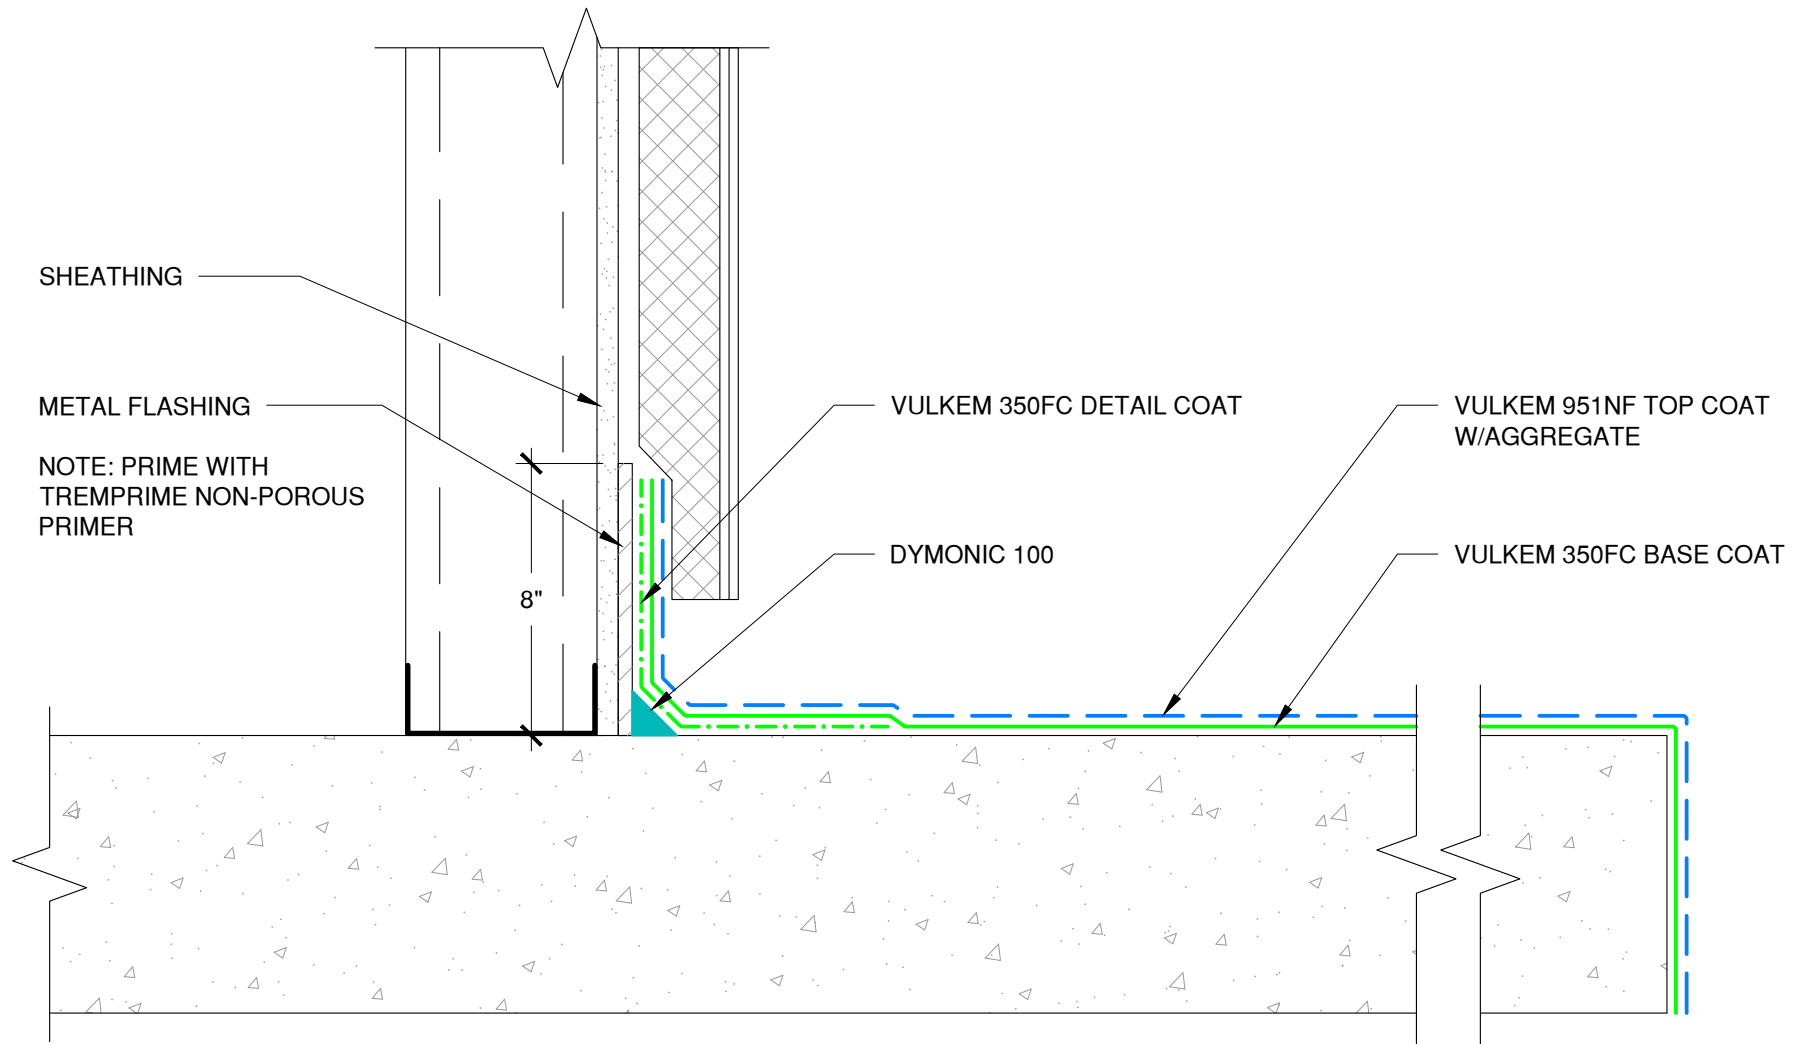 SHEATHING
METAL FLASHING
NOTE: PRIME WITH
TREMPRIME NON-POROUS
PRIMER
8"
VULKEM 350FC DETAIL COAT
DYMONIC 100
VULKEM 951NF TOP COAT
W/AGGREGATE
VULKEM 350FC BASE COAT